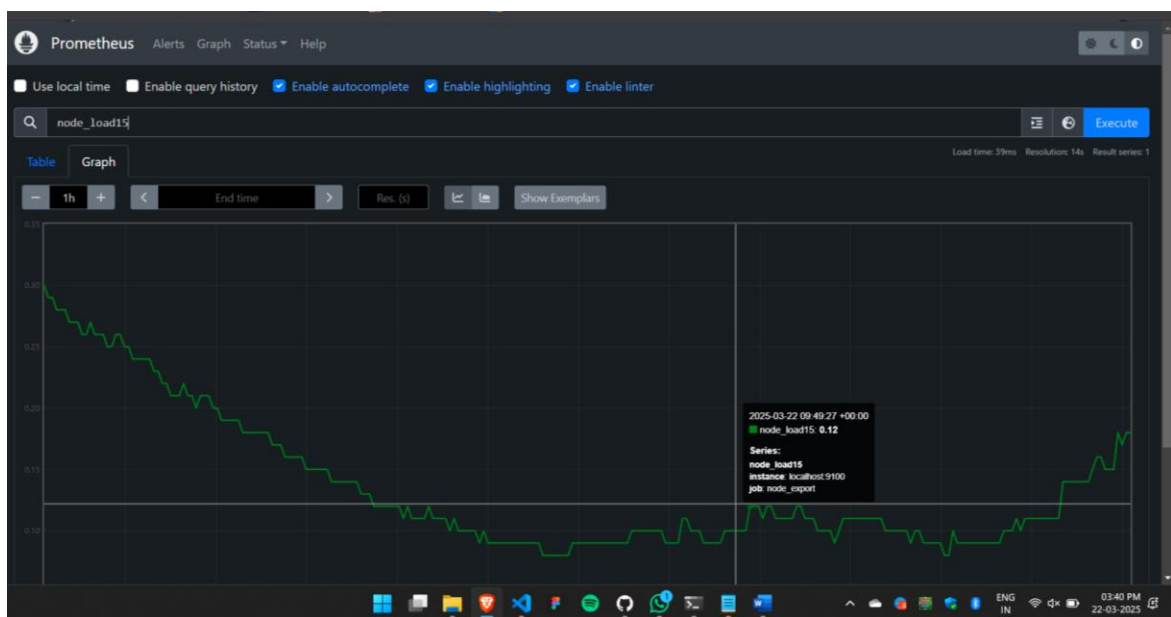 Prometheus Alerts Graph Status Help
Use local time Enable query history Enable autocomplete Enable highlighting Enable linter
node_load15 Execute
Load time: 39ms Resolution: 14s Result series: 1
Table Graph
1h End time Res. (s) Show Exemplars
0.35
0.30
0.25
0.20
0.15
0.10
2025-03-22 09:49:27 +00:00
node_load15: 0.12
Series:
node_load15
instance: localhost:9100
job: node_export
ENG
IN
03:40 PM
22-03-2025